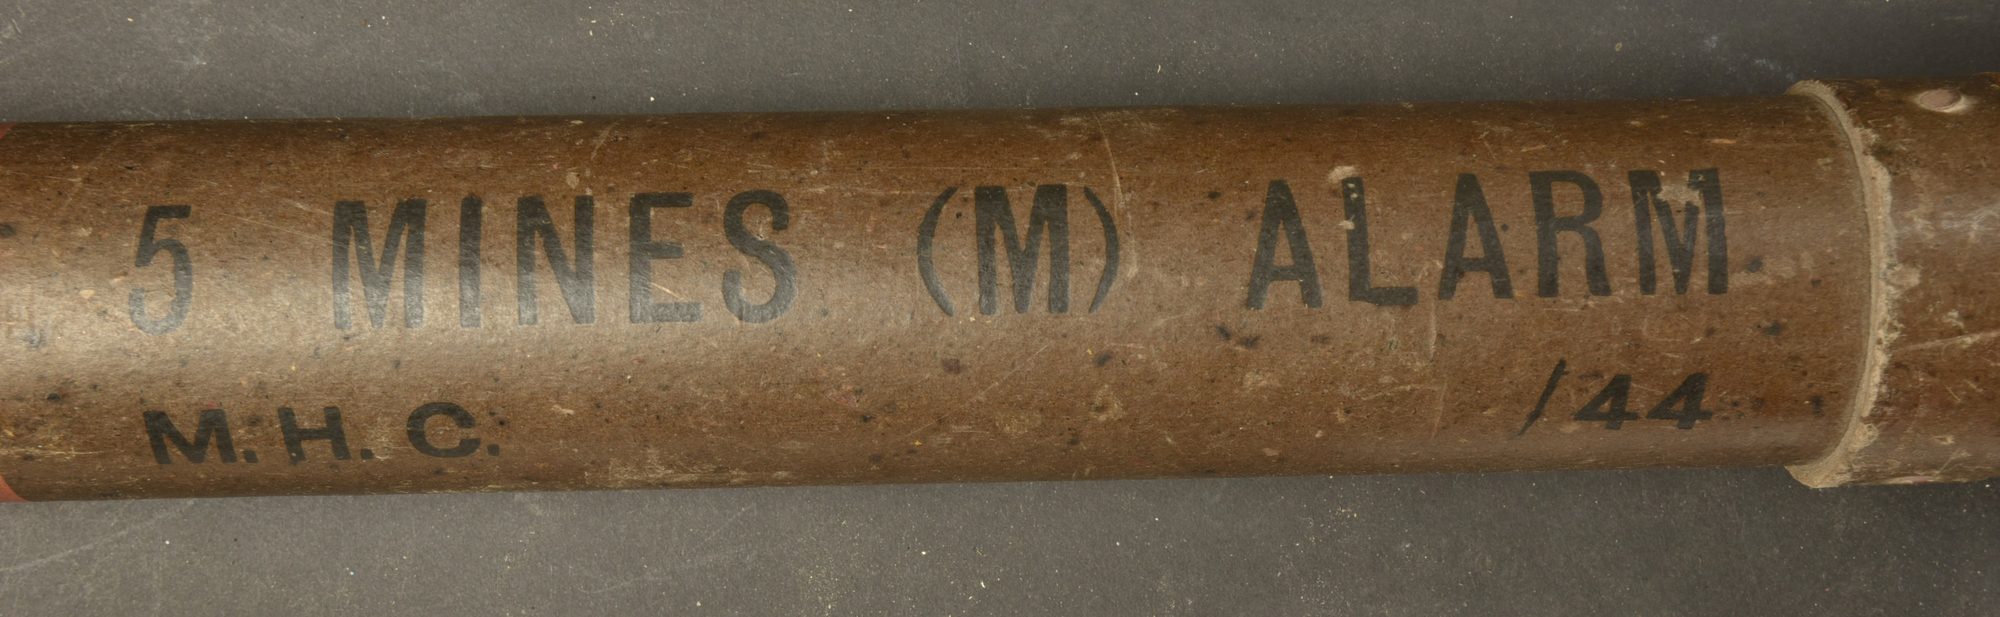 5 MINES (M) ALARM
M.H.C. /44